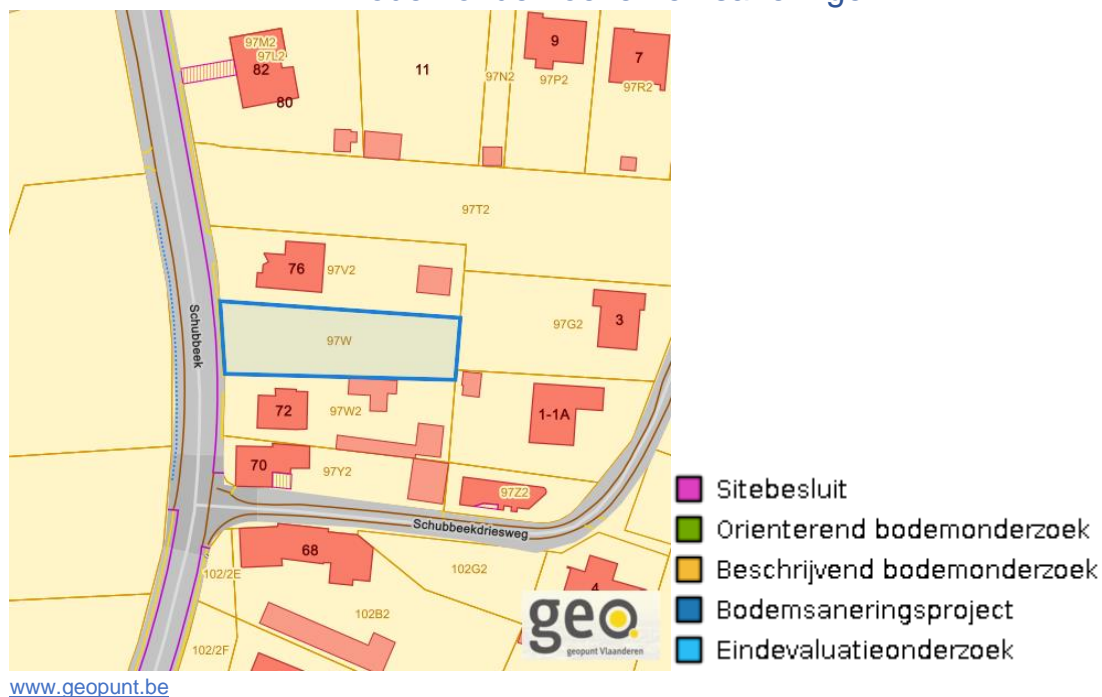 97M2
97L2
82
80
11
97N2
9
97P2
7
97R2
97T2
76
97V2
Schubbeek
97W
97G2
3
72
97W2
1-1A
70
97Y2
97Z2
Schubbeekdriesweg
68
102/2E
102G2
4
102B2
102/2F
geo.
geopunt Vlaanderen
Sitebesluit
Orienterend bodemonderzoek
Beschrijvend bodemonderzoek
Bodemsaneringsproject
Eindevaluatieonderzoek
www.geopunt.be